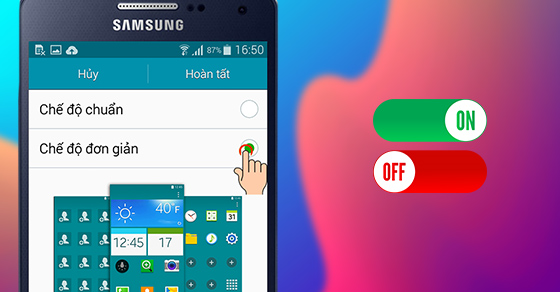 SAMSUNG
87% 16:50
Hủy Hoàn tất
Chế độ chuẩn
Chế độ đơn giản
40°F
12:45 17
31
ON
OFF